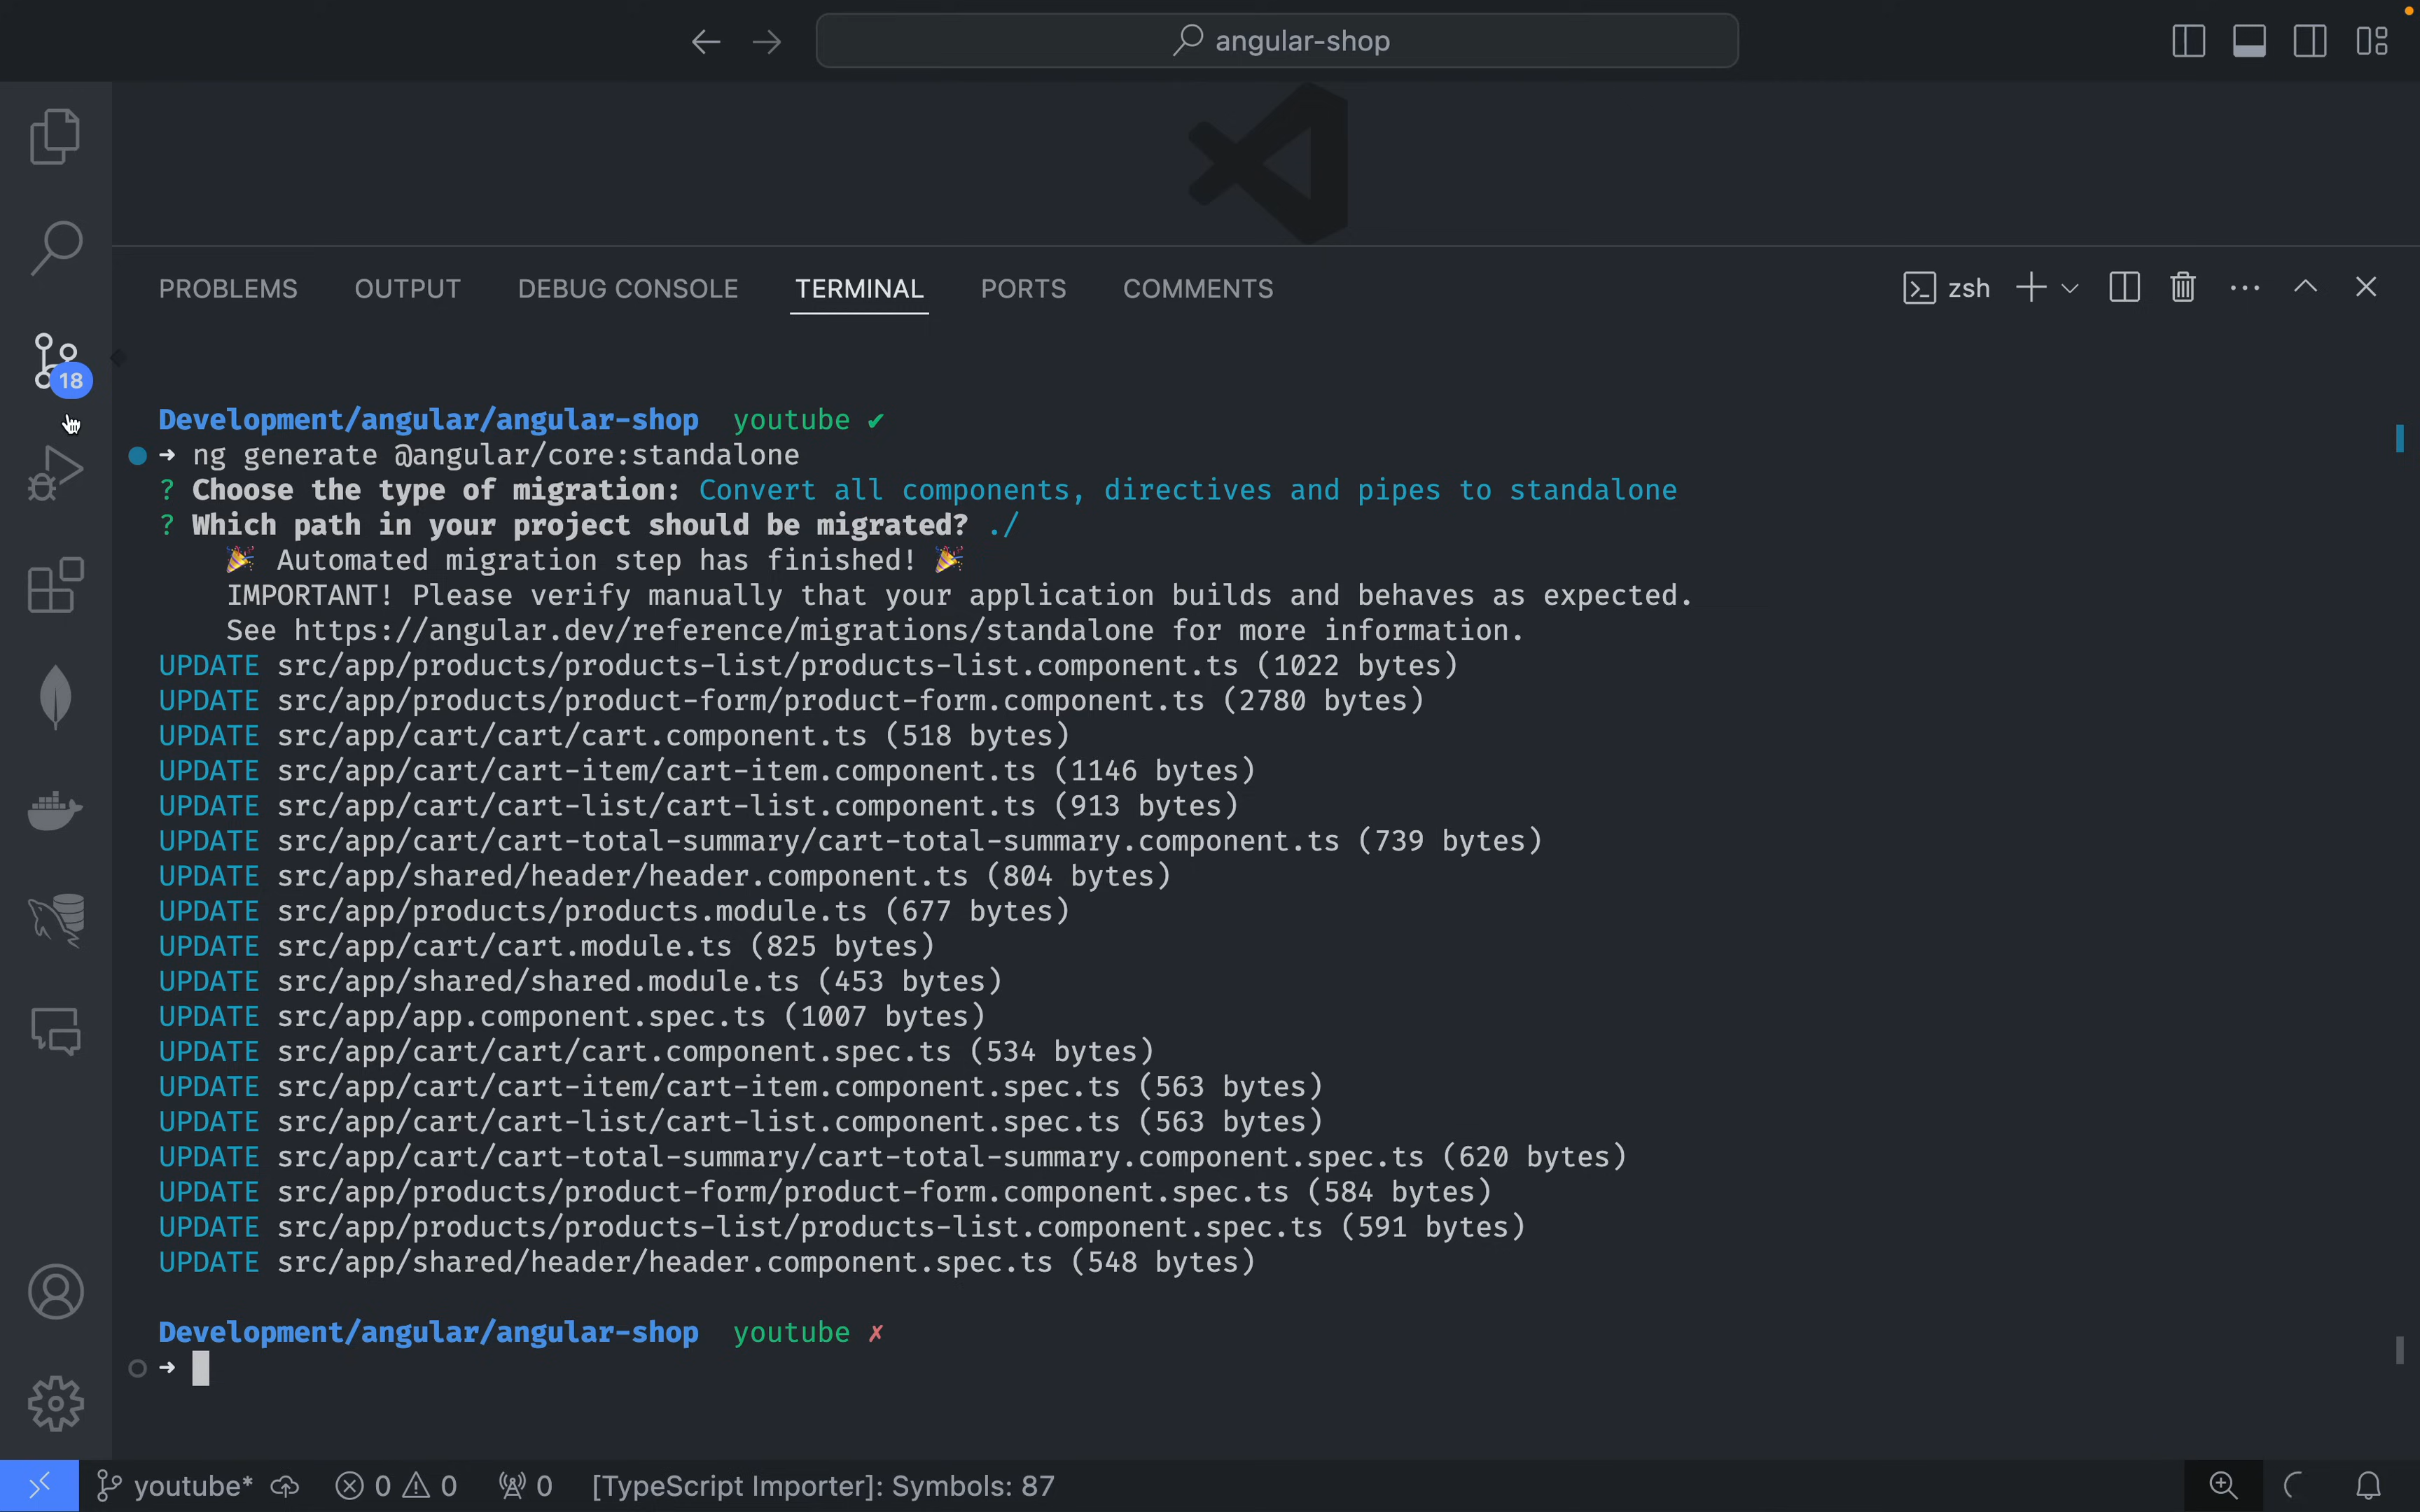 angular-shop
PROBLEMS OUTPUT DEBUG CONSOLE TERMINAL PORTS COMMENTS zsh
18
Development/angular/angular-shop youtube ✔
➜ ng generate @angular/core:standalone
? Choose the type of migration: Convert all components, directives and pipes to standalone
? Which path in your project should be migrated? ./
🎉 Automated migration step has finished! 🎉
IMPORTANT! Please verify manually that your application builds and behaves as expected.
See https://angular.dev/reference/migrations/standalone for more information.
UPDATE src/app/products/products-list/products-list.component.ts (1022 bytes)
UPDATE src/app/products/product-form/product-form.component.ts (2780 bytes)
UPDATE src/app/cart/cart/cart.component.ts (518 bytes)
UPDATE src/app/cart/cart-item/cart-item.component.ts (1146 bytes)
UPDATE src/app/cart/cart-list/cart-list.component.ts (913 bytes)
UPDATE src/app/cart/cart-total-summary/cart-total-summary.component.ts (739 bytes)
UPDATE src/app/shared/header/header.component.ts (804 bytes)
UPDATE src/app/products/products.module.ts (677 bytes)
UPDATE src/app/cart/cart.module.ts (825 bytes)
UPDATE src/app/shared/shared.module.ts (453 bytes)
UPDATE src/app/app.component.spec.ts (1007 bytes)
UPDATE src/app/cart/cart/cart.component.spec.ts (534 bytes)
UPDATE src/app/cart/cart-item/cart-item.component.spec.ts (563 bytes)
UPDATE src/app/cart/cart-list/cart-list.component.spec.ts (563 bytes)
UPDATE src/app/cart/cart-total-summary/cart-total-summary.component.spec.ts (620 bytes)
UPDATE src/app/products/product-form/product-form.component.spec.ts (584 bytes)
UPDATE src/app/products/products-list/products-list.component.spec.ts (591 bytes)
UPDATE src/app/shared/header/header.component.spec.ts (548 bytes)
Development/angular/angular-shop youtube ✗
➜
youtube* 0 0 0 [TypeScript Importer]: Symbols: 87